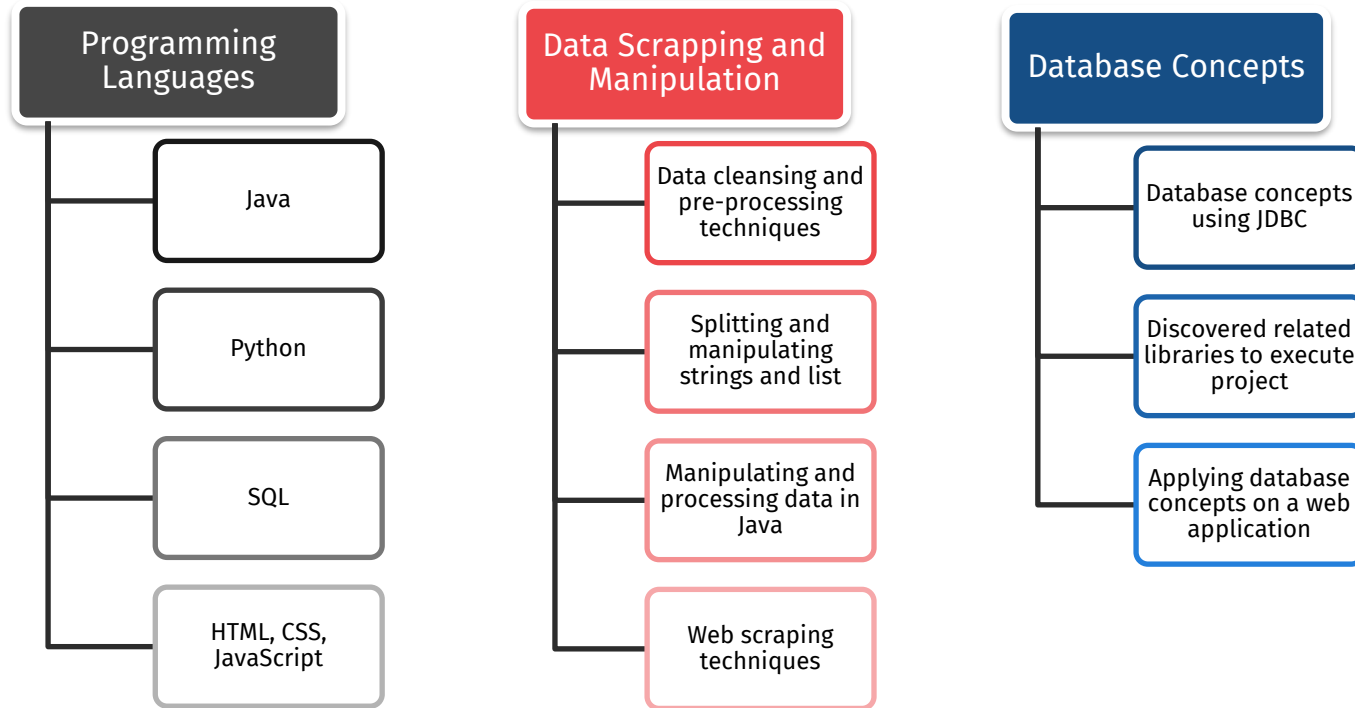 Programming
Languages
Java
Python
SQL
HTML, CSS,
JavaScript
Data Scrapping and
Manipulation
Data cleansing and
pre-processing
techniques
Splitting and
manipulating
strings and list
Manipulating and
processing data in
Java
Web scraping
techniques
Database Concepts
Database concepts
using JDBC
Discovered related
libraries to execute
project
Applying database
concepts on a web
application